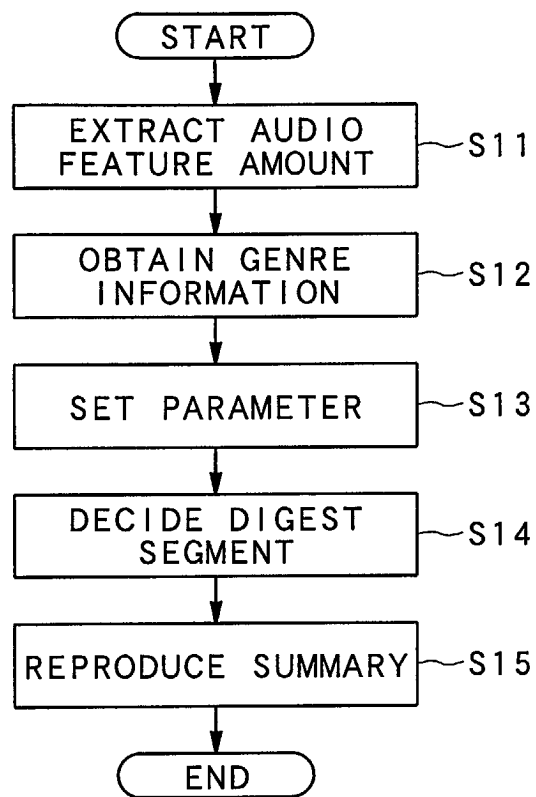 START
EXTRACT AUDIO
FEATURE AMOUNT
S11
OBTAIN GENRE
INFORMATION
S12
SET PARAMETER
S13
DECIDE DIGEST
SEGMENT
S14
REPRODUCE SUMMARY
S15
END